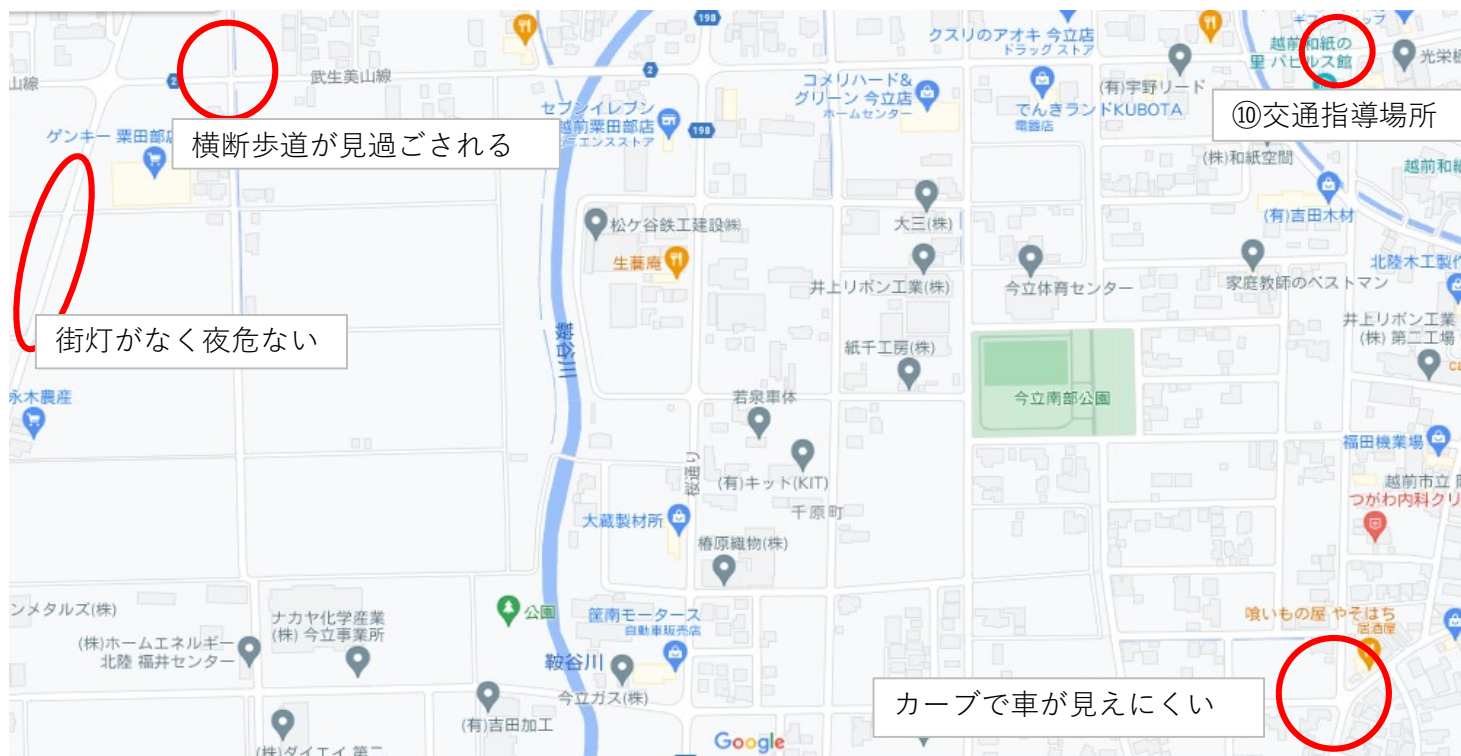 198
クスリのアオキ 今立店
ドラッグ ストア
越前和紙の
里 パピルス館
光栄
山線
2
武生美山線
2
コメリハード&
グリーン 今立店
ホームセンター
(有)宇野リード
でんきランドKUBOTA
電器店
⑩交通指導場所
セブンイレブン
越前粟田部店
198
ゲンキー 粟田部店
横断歩道が見過ごされる
(株)和紙空間
越前和紙
(有)吉田木材
松ケ谷鉄工建設㈱
大三(株)
生蕎庵
井上リボン工業(株)
今立体育センター
家庭教師のベストマン
北陸木工製作
街灯がなく夜危ない
鞍谷川
紙千工房(株)
井上リボン工業
(株) 第二工場
ca
永木農産
若泉車体
今立南部公園
福田機業場
桜通り
(有)キット(KIT)
千原町
越前市立
つがわ内科クリ
大蔵製材所
椿原織物(株)
ンメタルズ(株)
ナカヤ化学産業
(株) 今立事業所
公園
筐南モータース
自動車販売店
喰いもの屋 やそはち
居酒屋
(株)ホームエネルギー
北陸 福井センター
鞍谷川
今立ガス(株)
カーブで車が見えにくい
(有)吉田加工
Google
(株)ダイエイ 第二